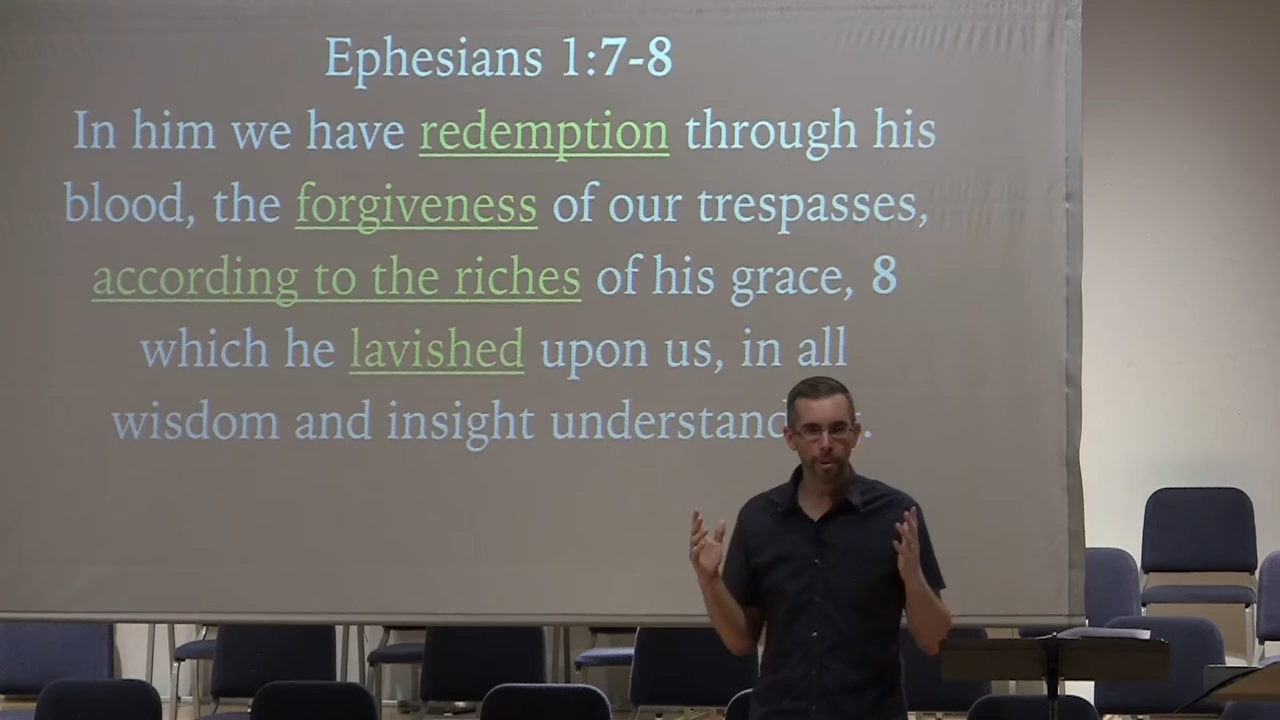 Ephesians 1:7-8
In him we have redemption through his
blood, the forgiveness of our trespasses,
according to the riches of his grace, 8
which he lavished upon us, in all
wisdom and insight